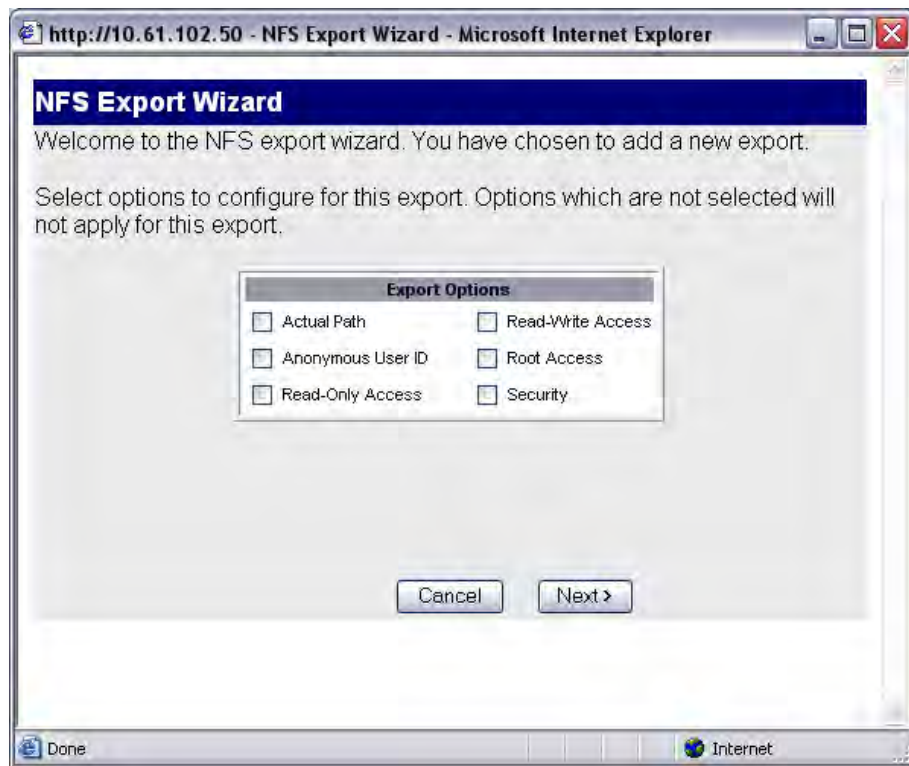 http://10.61.102.50 - NFS Export Wizard - Microsoft Internet Explorer
NFS Export Wizard
Welcome to the NFS export wizard. You have chosen to add a new export.
Select options to configure for this export. Options which are not selected will
not apply for this export.
Export Options
Actual Path
Read-Write Access
Anonymous User ID
Root Access
Read-Only Access
Security
Cancel
Next >
Done
Internet